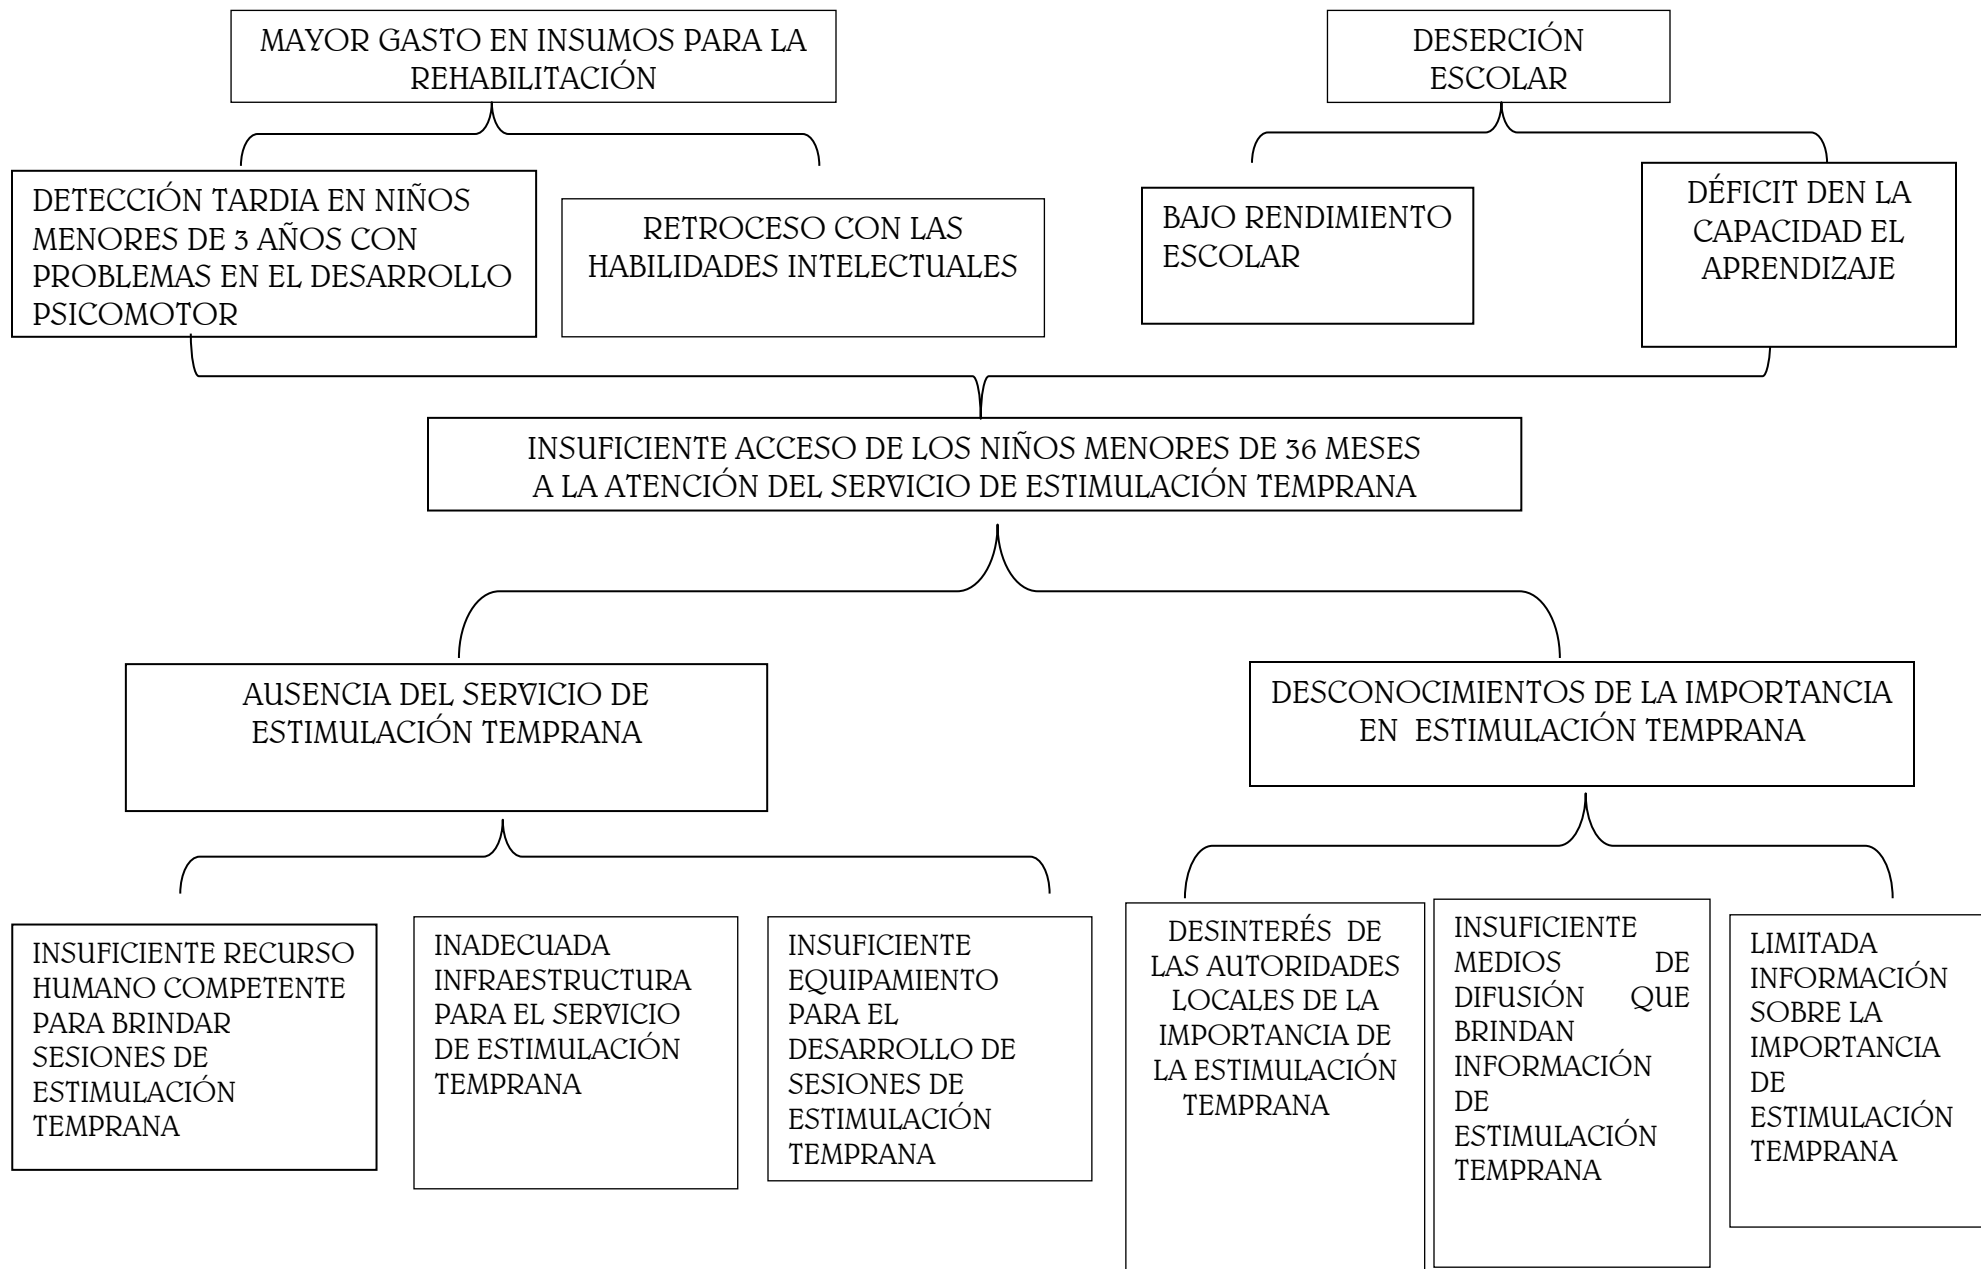 MAYOR GASTO EN INSUMOS PARA LA
REHABILITACIÓN
DESERCIÓN
ESCOLAR
DETECCIÓN TARDIA EN NIÑOS
MENORES DE 3 AÑOS CON
PROBLEMAS EN EL DESARROLLO
PSICOMOTOR
RETROCESO CON LAS
HABILIDADES INTELECTUALES
BAJO RENDIMIENTO
ESCOLAR
DÉFICIT DEN LA
CAPACIDAD EL
APRENDIZAJE
INSUFICIENTE ACCESO DE LOS NIÑOS MENORES DE 36 MESES
A LA ATENCIÓN DEL SERVICIO DE ESTIMULACIÓN TEMPRANA
AUSENCIA DEL SERVICIO DE
ESTIMULACIÓN TEMPRANA
DESCONOCIMIENTOS DE LA IMPORTANCIA
EN ESTIMULACIÓN TEMPRANA
INSUFICIENTE RECURSO
HUMANO COMPETENTE
PARA BRINDAR
SESIONES DE
ESTIMULACIÓN
TEMPRANA
INADECUADA
INFRAESTRUCTURA
PARA EL SERVICIO
DE ESTIMULACIÓN
TEMPRANA
INSUFICIENTE
EQUIPAMIENTO
PARA EL
DESARROLLO DE
SESIONES DE
ESTIMULACIÓN
TEMPRANA
DESINTERÉS DE
LAS AUTORIDADES
LOCALES DE LA
IMPORTANCIA DE
LA ESTIMULACIÓN
TEMPRANA
INSUFICIENTE
MEDIOS DE
DIFUSIÓN QUE
BRINDAN
INFORMACIÓN
DE
ESTIMULACIÓN
TEMPRANA
LIMITADA
INFORMACIÓN
SOBRE LA
IMPORTANCIA
DE
ESTIMULACIÓN
TEMPRANA